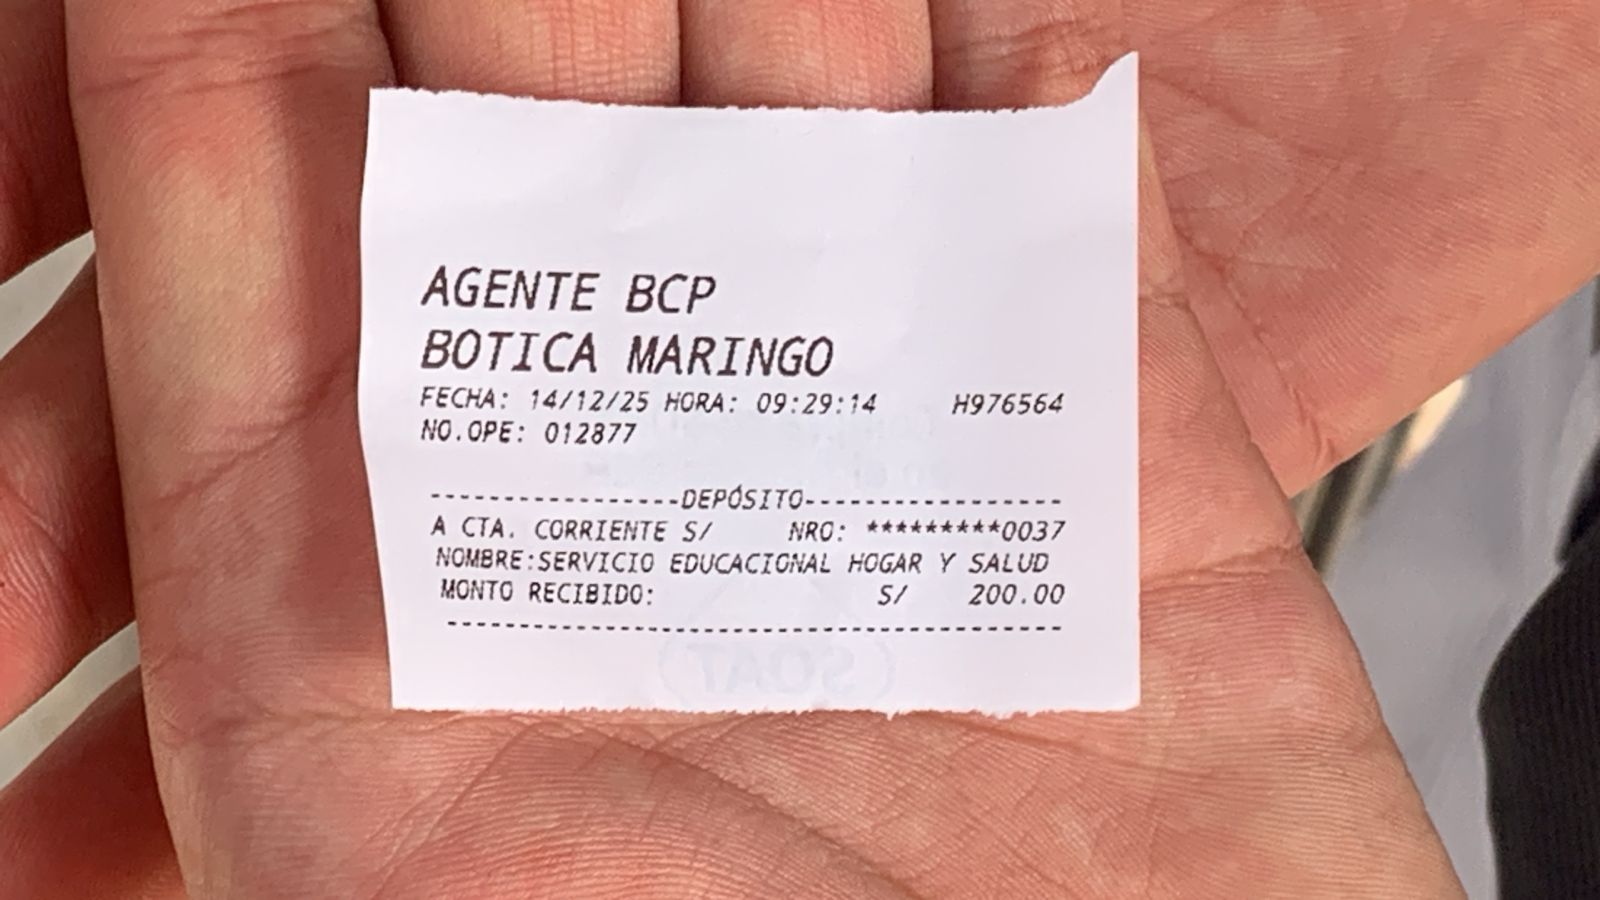 AGENTE BCP
BOTICA MARINGO
FECHA: 14/12/25 HORA: 09:29:14 H976564
NO.OPE: 012877
-----------------DEPÓSITO-----------------
A CTA. CORRIENTE S/ NRO: *********0037
NOMBRE:SERVICIO EDUCACIONAL HOGAR Y SALUD
MONTO RECIBIDO: S/ 200.00
------------------------------------------
SOAT